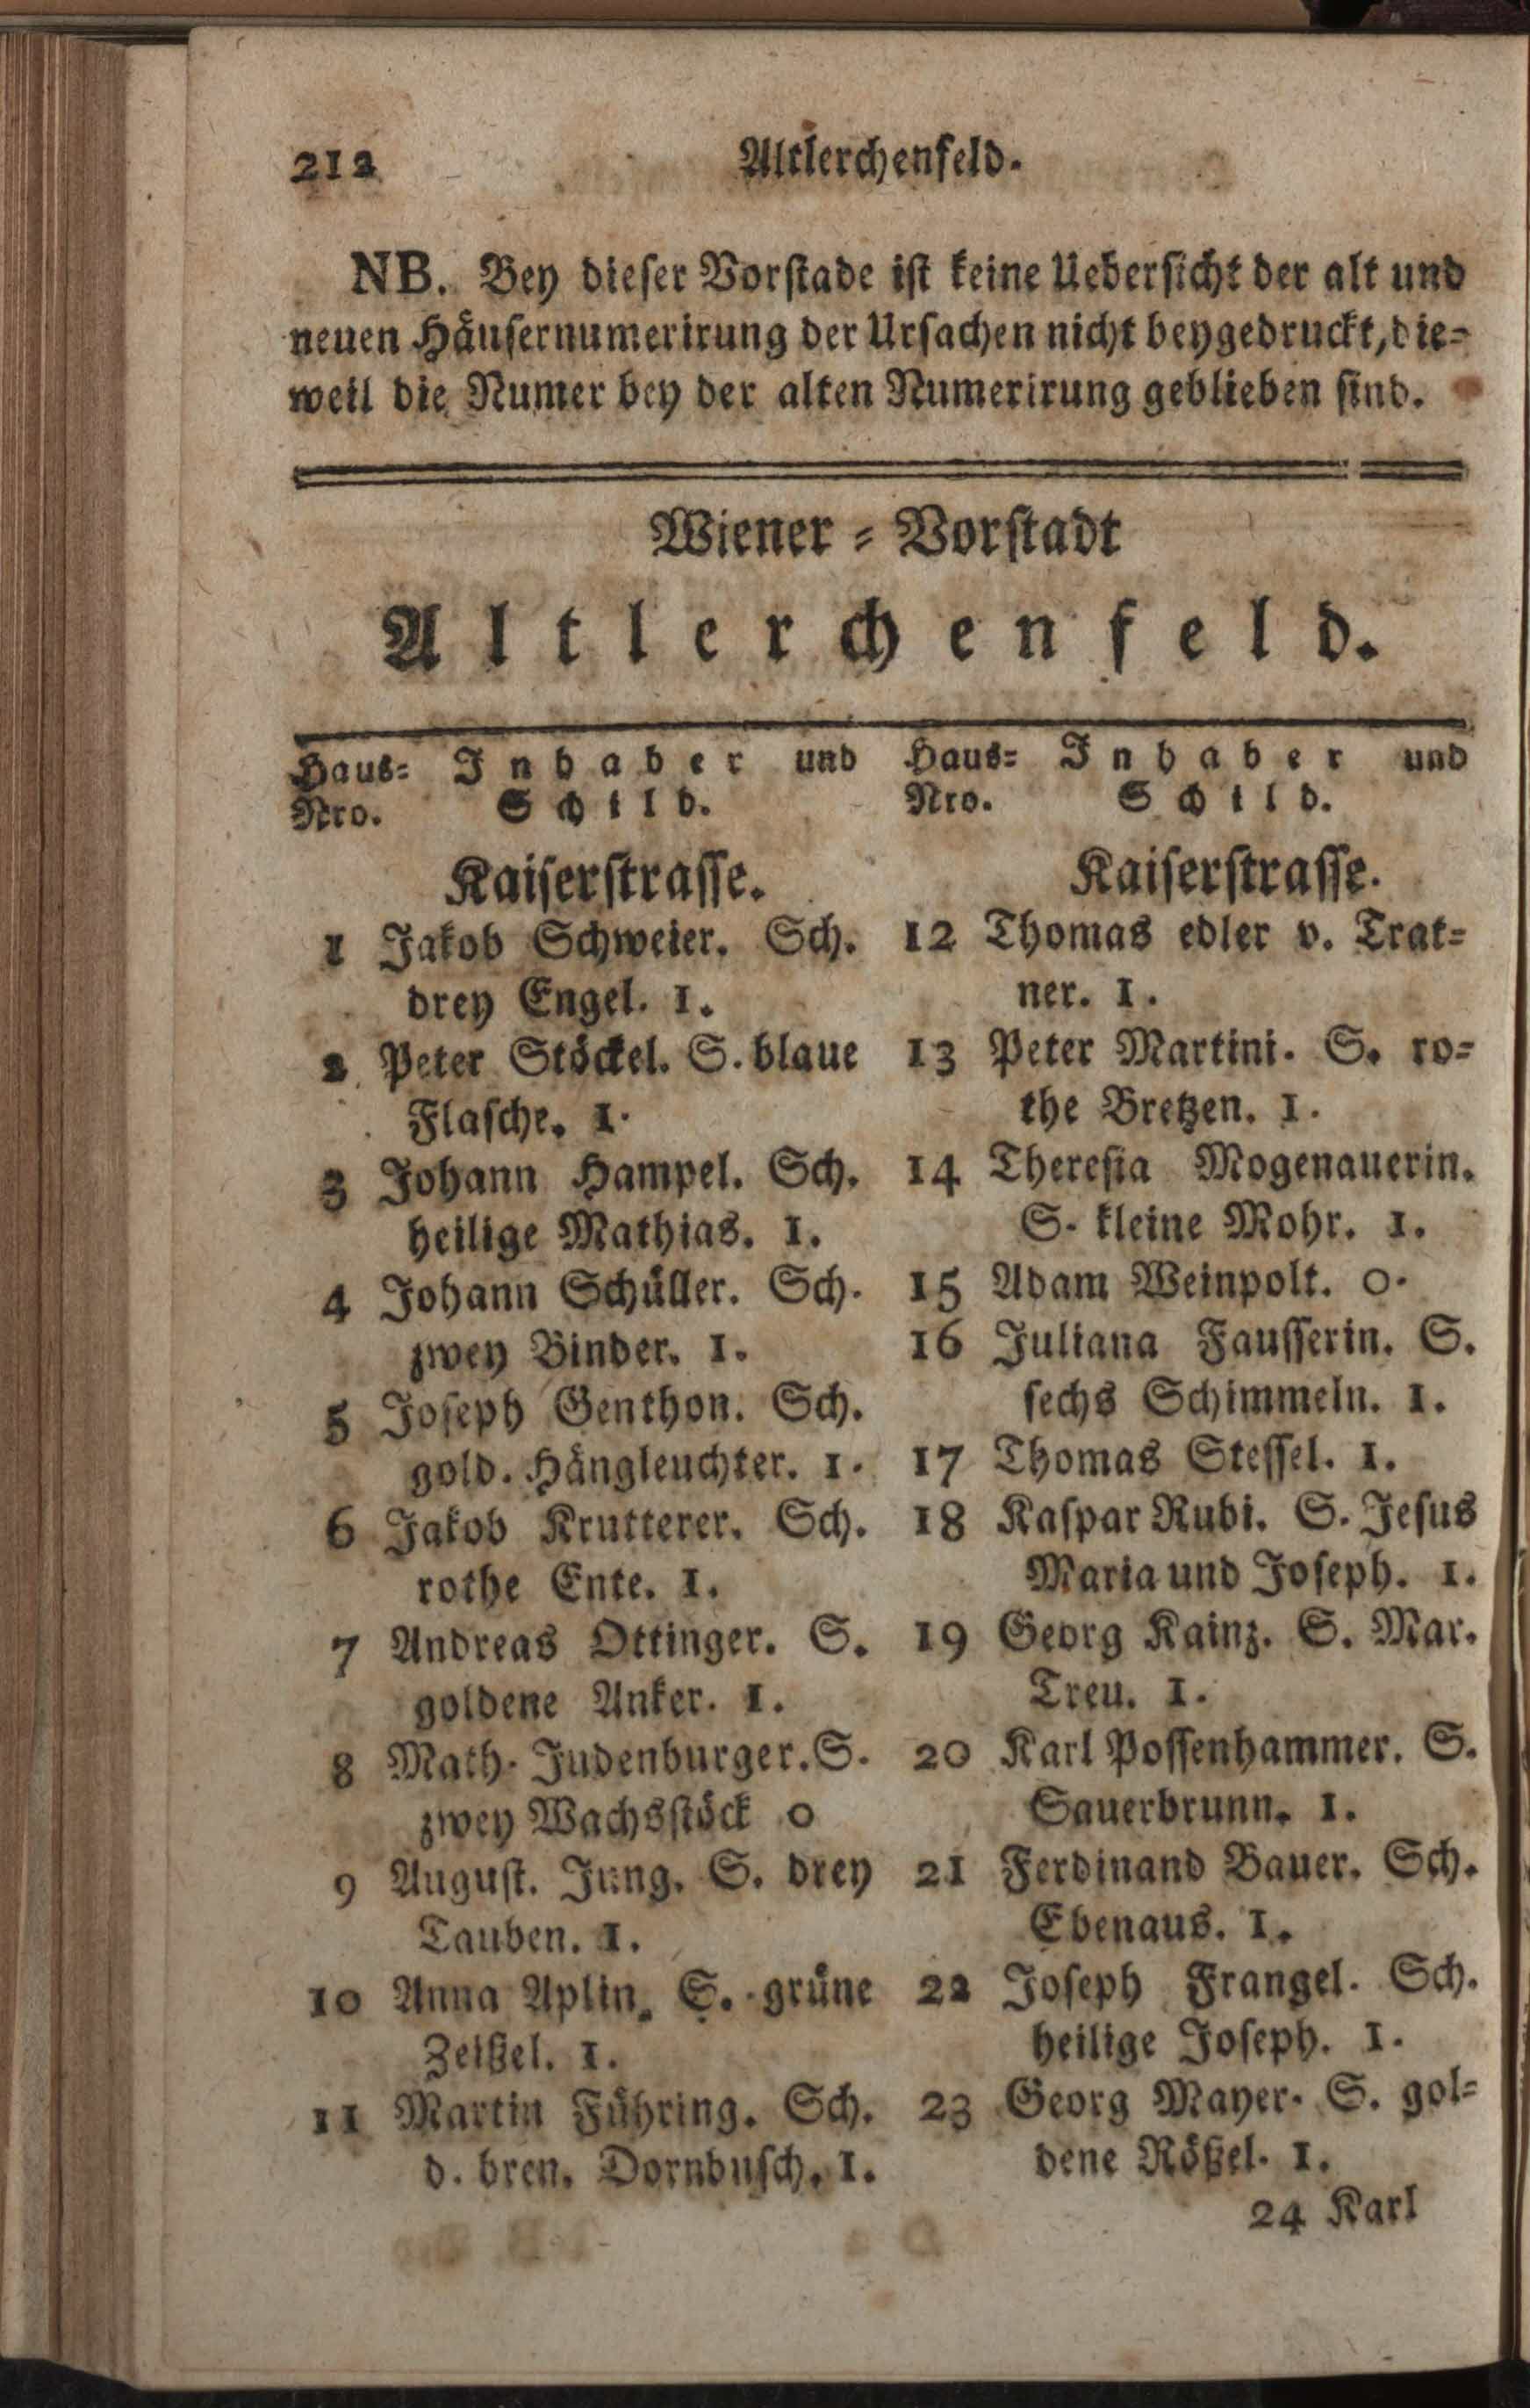 212
Altlerchenfeld.
NB. Bey dieser Vorstade ist keine Uebersicht der alt und
neuen Häusernumerirung der Ursachen nicht beygedruckt, die=
weil die Numer bey der alten Numerirung geblieben sind.
Wiener = Vorstadt
Altlerchenfeld.
Haus= Inhaber und
Nro. Schild.
Kaiserstrasse.
1 Jakob Schweier. Sch.
drey Engel. 1.
2 Peter Stöckel. S. blaue
Flasche. 1.
3 Johann Hampel. Sch.
heilige Mathias. 1.
4 Johann Schüller. Sch.
zwey Binder. 1.
5 Joseph Genthon. Sch.
gold. Hängleuchter. 1.
6 Jakob Krutterer. Sch.
rothe Ente. 1.
7 Andreas Ottinger. S.
goldene Anker. 1.
8 Math. Judenburger. S.
zwey Wachsstöck 0
9 August. Jung. S. drey
Tauben. 1.
10 Anna Aplin. S. grüne
Zeißel. 1.
11 Martin Führing. Sch.
d. bren. Dornbusch. 1.
Haus= Inhaber und
Nro. Schild.
Kaiserstrasse.
12 Thomas edler v. Trat=
ner. 1.
13 Peter Martini. S. ro=
the Bretzen. 1.
14 Theresia Mogenauerin.
S. kleine Mohr. 1.
15 Adam Weinpolt. 0.
16 Juliana Fausserin. S.
sechs Schimmeln. 1.
17 Thomas Stessel. 1.
18 Kaspar Rubi. S. Jesus
Maria und Joseph. 1.
19 Georg Kainz. S. Mar.
Treu. 1.
20 Karl Possenhammer. S.
Sauerbrunn. 1.
21 Ferdinand Bauer. Sch.
Ebenaus. 1.
22 Joseph Frangel. Sch.
heilige Joseph. 1.
23 Georg Mayer. S. gol=
dene Rößel. 1.
24 Karl